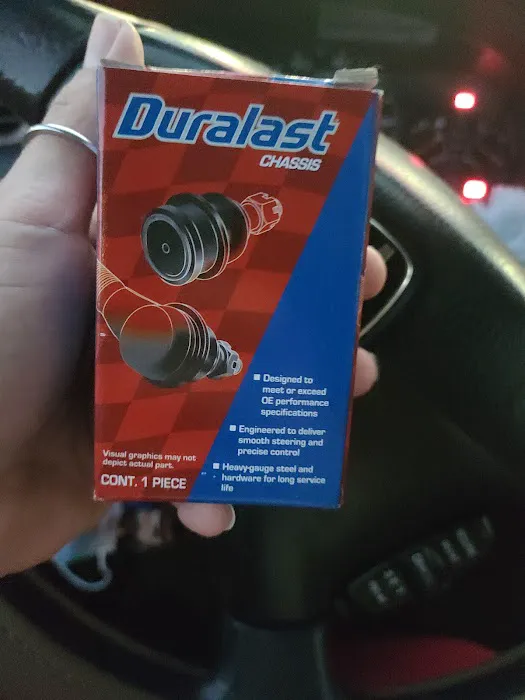 Duralast
CHASSIS
Designed to
meet or exceed
OE performance
specifications
Engineered to deliver
smooth steering and
precise control
Heavy-gauge steel and
hardware for long service
life
Visual graphics may not
depict actual part.
CONT. 1 PIECE